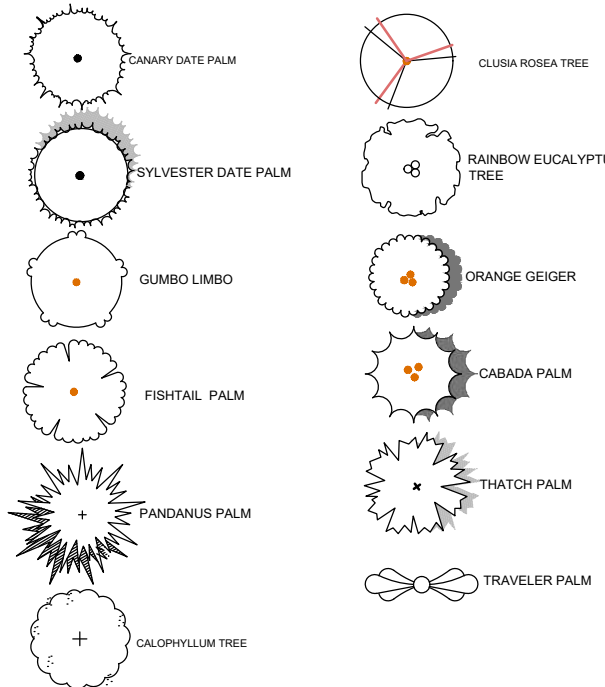 CANARY DATE PALM
SYLVESTER DATE PALM
GUMBO LIMBO
FISHTAIL PALM
PANDANUS PALM
CALOPHYLLUM TREE
CLUSIA ROSEA TREE
RAINBOW EUCALYPTU
TREE
ORANGE GEIGER
CABADA PALM
THATCH PALM
TRAVELER PALM